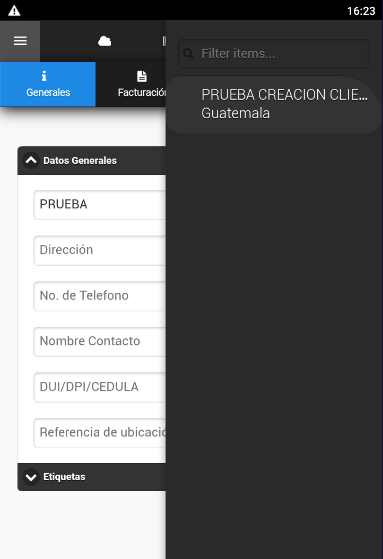 16:23
Generales
Facturación
Filter items...
PRUEBA CREACION CLIE...
Guatemala
Datos Generales
PRUEBA
Dirección
No. de Telefono
Nombre Contacto
DUI/DPI/CEDULA
Referencia de ubicació
Etiquetas